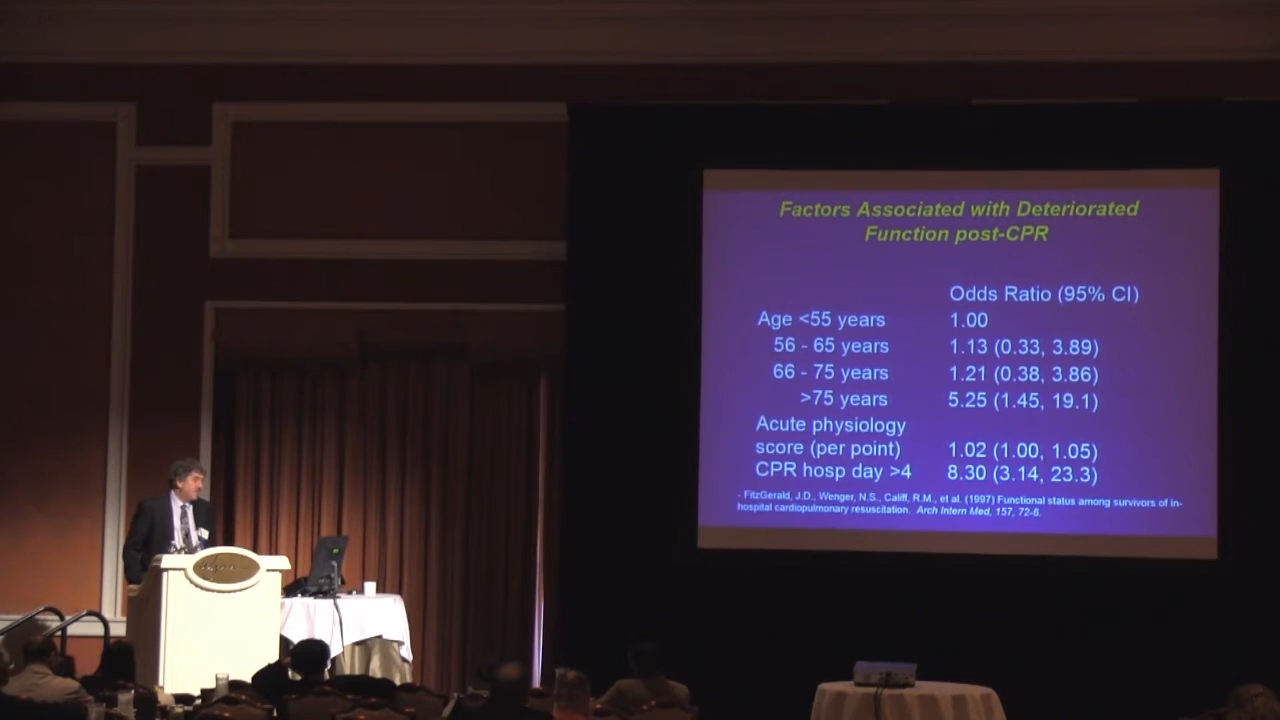 Factors Associated with Deteriorated
Function post-CPR
Odds Ratio (95% CI)
Age <55 years 1.00
56 - 65 years 1.13 (0.33, 3.89)
66 - 75 years 1.21 (0.38, 3.86)
>75 years 5.25 (1.45, 19.1)
Acute physiology
score (per point) 1.02 (1.00, 1.05)
CPR hosp day >4 8.30 (3.14, 23.3)
- FitzGerald, J.D., Wenger, N.S., Califf, R.M., et al. (1997) Functional status among survivors of in-
hospital cardiopulmonary resuscitation. Arch Intern Med, 157, 72-6.